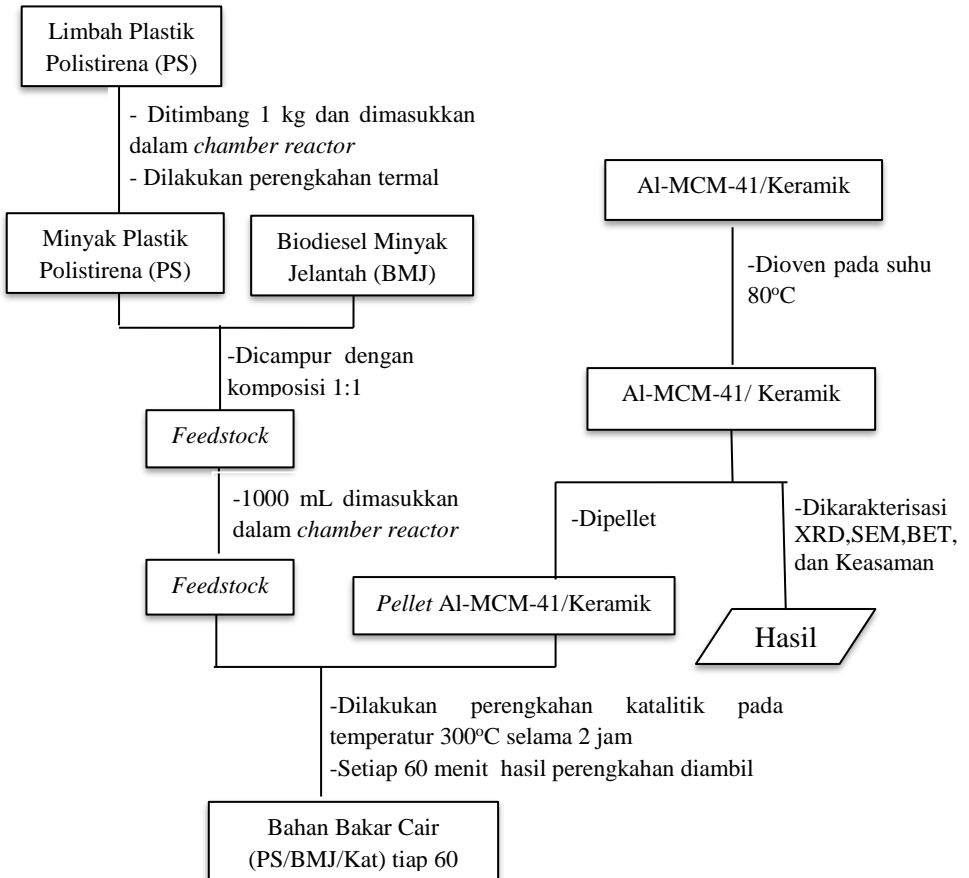 Limbah Plastik
Polistirena (PS)
- Ditimbang 1 kg dan dimasukkan
dalam chamber reactor
- Dilakukan perengkahan termal
Minyak Plastik
Polistirena (PS)
Biodiesel Minyak
Jelantah (BMJ)
-Dicampur dengan
komposisi 1:1
Feedstock
-1000 mL dimasukkan
dalam chamber reactor
Feedstock
Al-MCM-41/Keramik
-Dioven pada suhu
80°C
Al-MCM-41/ Keramik
-Dipellet
Pellet Al-MCM-41/Keramik
-Dikarakterisasi
XRD,SEM,BET,
dan Keasaman
Hasil
-Dilakukan perengkahan katalitik pada
temperatur 300°C selama 2 jam
-Setiap 60 menit hasil perengkahan diambil
Bahan Bakar Cair
(PS/BMJ/Kat) tiap 60